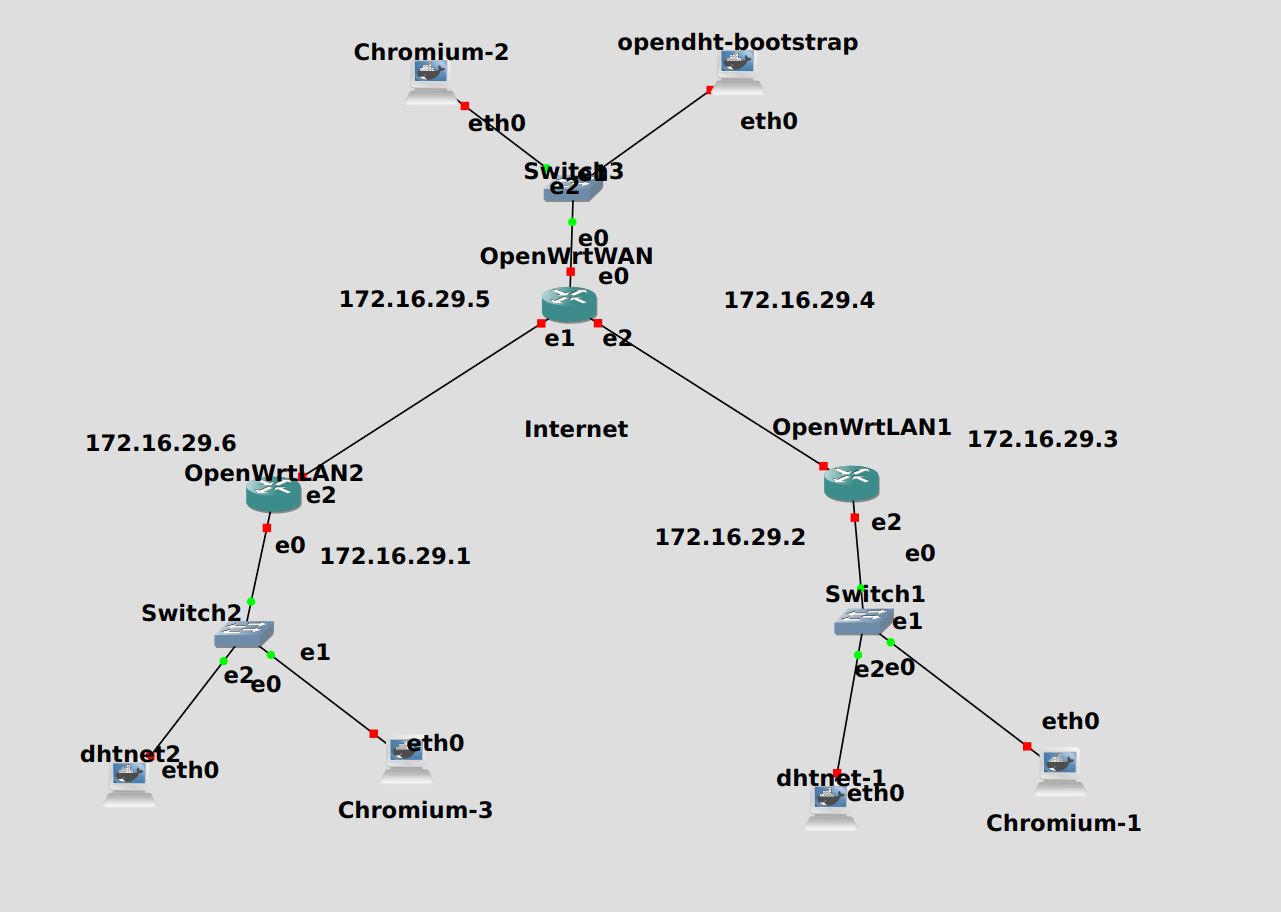 Chromium-2
opendht-bootstrap
eth0
eth0
Switch3
e1
e2
e0
OpenWrtWAN
e0
172.16.29.5
172.16.29.4
e1
e2
Internet
OpenWrtLAN1
172.16.29.3
172.16.29.6
OpenWrtLAN2
e2
e2
172.16.29.2
e0
172.16.29.1
e0
Switch1
Switch2
e1
e1
e2
e0
e2
e0
eth0
dhtnet2
eth0
eth0
dhtnet-1
eth0
Chromium-3
Chromium-1